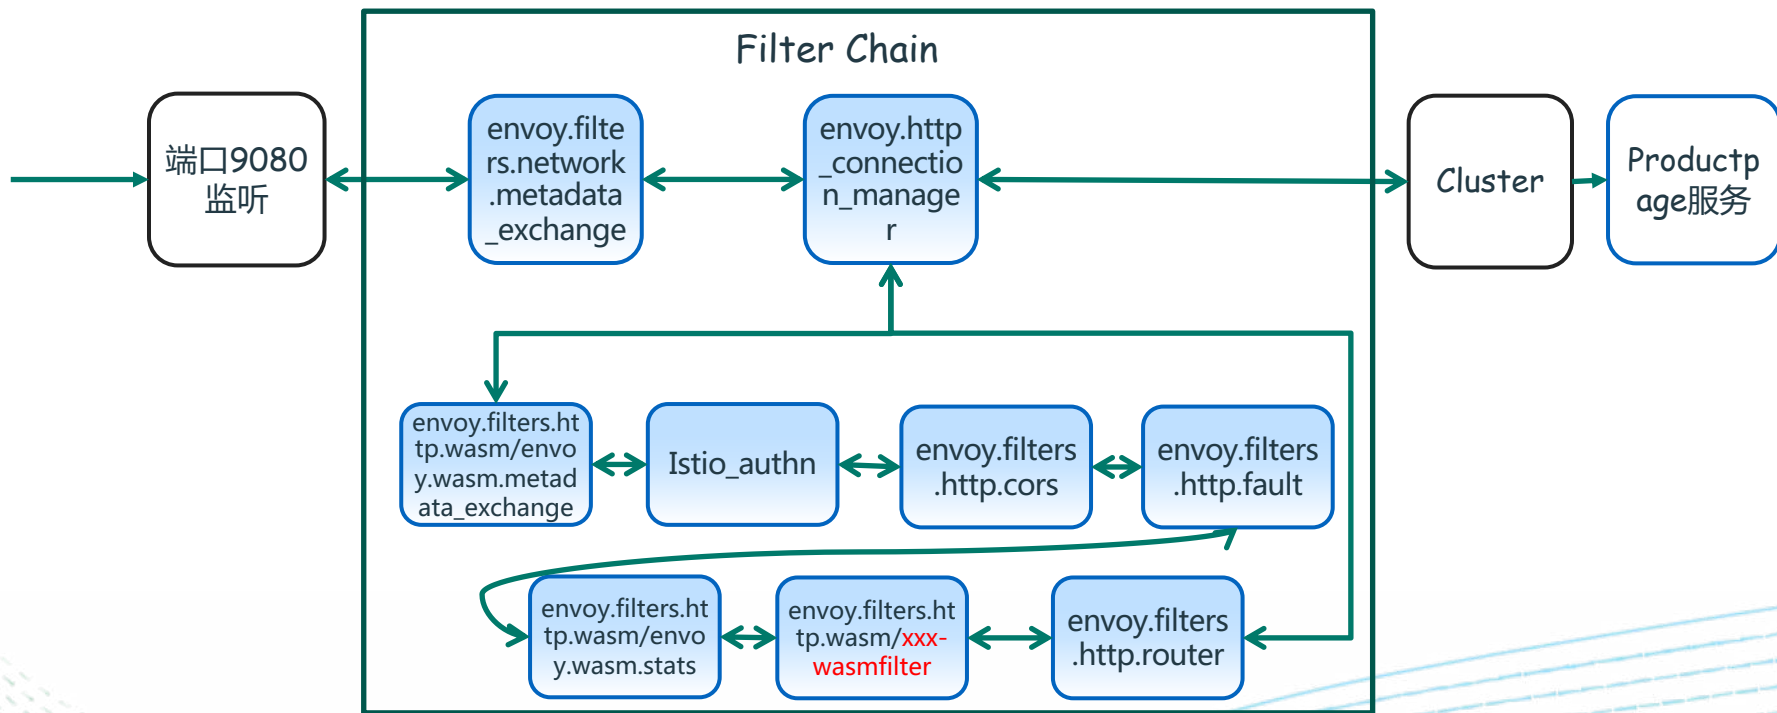 Filter Chain
端口9080
监听
envoy.filte
rs.network
.metadata
_exchange
envoy.http
_connectio
n_manage
r
Cluster
Productp
age服务
envoy.filters.ht
tp.wasm/envo
y.wasm.metad
ata_exchange
Istio_authn
envoy.filters
.http.cors
envoy.filters
.http.fault
envoy.filters.ht
tp.wasm/envo
y.wasm.stats
envoy.filters.ht
tp.wasm/xxx-
wasmfilter
envoy.filters
.http.router